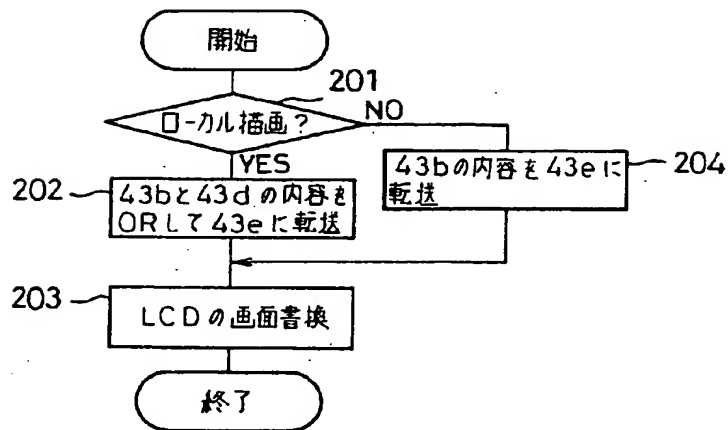 開始
201
ローカル描画?
NO
YES
202
43bと43dの内容を
ORして43eに転送
43bの内容を43eに
転送
204
203
LCDの画面書換
終了